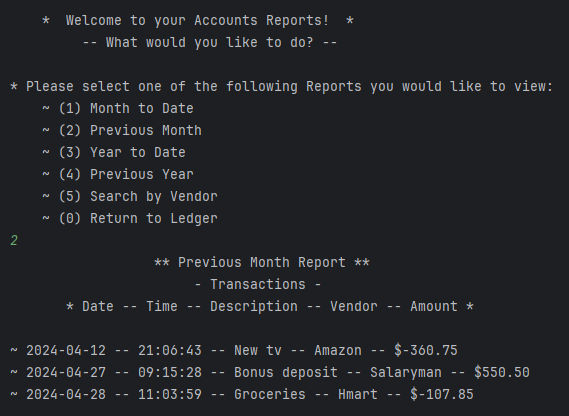 *  Welcome to your Accounts Reports!  *
-- What would you like to do? --
* Please select one of the following Reports you would like to view:
~ (1) Month to Date
~ (2) Previous Month
~ (3) Year to Date
~ (4) Previous Year
~ (5) Search by Vendor
~ (0) Return to Ledger
2
** Previous Month Report **
- Transactions -
* Date -- Time -- Description -- Vendor -- Amount *
~ 2024-04-12 -- 21:06:43 -- New tv -- Amazon -- $-360.75
~ 2024-04-27 -- 09:15:28 -- Bonus deposit -- Salaryman -- $550.50
~ 2024-04-28 -- 11:03:59 -- Groceries -- Hmart -- $-107.85